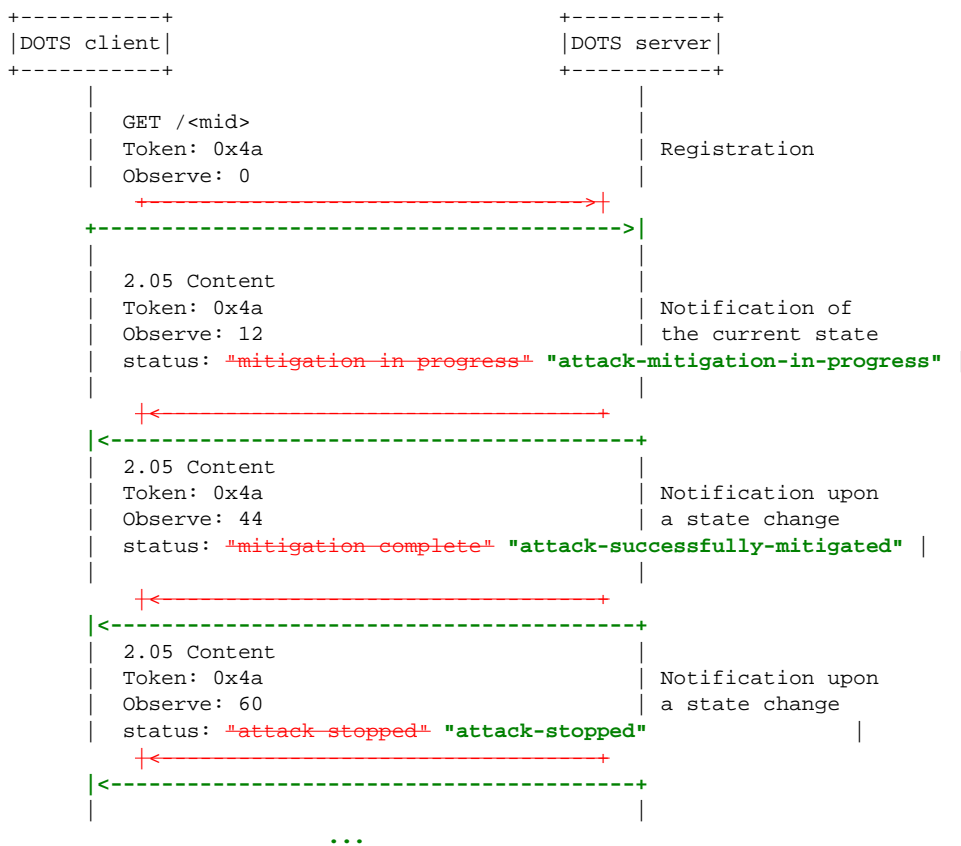 +-----------+                              +-----------+
|DOTS client|                              |DOTS server|
+-----------+                              +-----------+
      |                                          |
      |  GET /<mid>                              |
      |  Token: 0x4a                             | Registration
      |  Observe: 0                              |
          +---------------------------------->|
      +----------------------------------------->|
      |                                          |
      |  2.05 Content                            |
      |  Token: 0x4a                             | Notification of
      |  Observe: 12                             | the current state
      |  status: "mitigation in progress" "attack-mitigation-in-progress" |
      |                                          |
          |<----------------------------------+
      |<-----------------------------------------+
      |  2.05 Content                            |
      |  Token: 0x4a                             | Notification upon
      |  Observe: 44                             | a state change
      |  status: "mitigation complete" "attack-successfully-mitigated" |
      |                                          |
          |<----------------------------------+
      |<-----------------------------------------+
      |  2.05 Content                            |
      |  Token: 0x4a                             | Notification upon
      |  Observe: 60                             | a state change
      |  status: "attack stopped" "attack-stopped"                |
          |<----------------------------------+
      |<-----------------------------------------+
      |                                          |
                         ...